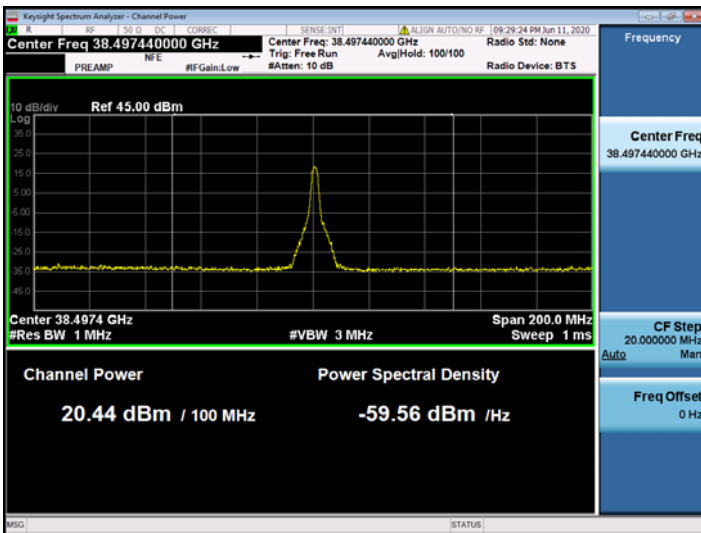 Keysight Spectrum Analyzer - Channel Power
R RF 50 Ω DC CORREC SENSE:INT ALIGN AUTO/NO RF 09:29:24 PM Jun 11, 2020
Center Freq 38.497440000 GHz
Center Freq: 38.497440000 GHz
Radio Std: None
NFE
Trig: Free Run
Avg|Hold: 100/100
PREAMP
#IFGain:Low
#Atten: 10 dB
Radio Device: BTS
10 dB/div
Ref 45.00 dBm
Log
35.0
25.0
15.0
5.00
-5.00
-15.0
-25.0
-35.0
-45.0
Center 38.4974 GHz
Span 200.0 MHz
#Res BW 1 MHz
#VBW 3 MHz
Sweep 1 ms
Channel Power
Power Spectral Density
20.44 dBm / 100 MHz
-59.56 dBm /Hz
MSG
STATUS
Frequency
Center Freq
38.497440000 GHz
CF Step
20.000000 MHz
Auto Man
Freq Offset
0 Hz